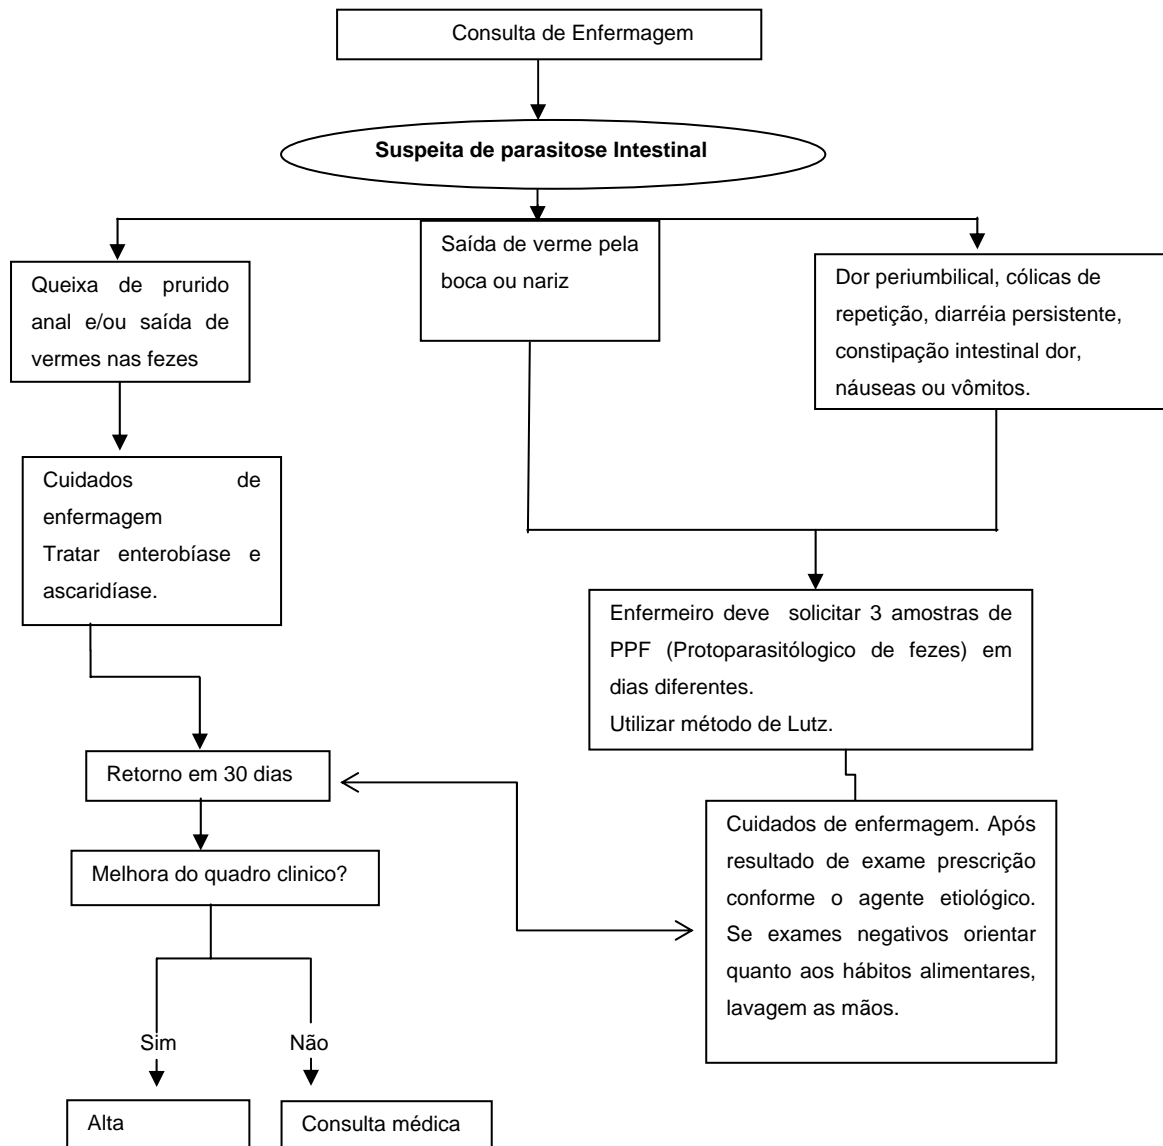 Consulta de Enfermagem
Suspeita de parasitose Intestinal
Queixa de prurido
anal e/ou saída de
vermes nas fezes
Saída de verme pela
boca ou nariz
Dor periumbilical, cólicas de
repetição, diarréia persistente,
constipação intestinal dor,
náuseas ou vômitos.
Cuidados de
enfermagem
Tratar enterobíase e
ascaridíase.
Enfermeiro deve solicitar 3 amostras de
PPF (Protoparasitólogico de fezes) em
dias diferentes.
Utilizar método de Lutz.
Retorno em 30 dias
Cuidados de enfermagem. Após
resultado de exame prescrição
conforme o agente etiológico.
Se exames negativos orientar
quanto aos hábitos alimentares,
lavagem as mãos.
Melhora do quadro clinico?
Sim
Não
Alta
Consulta médica